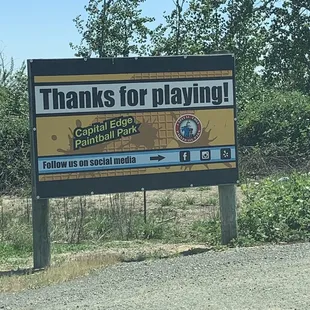 Thanks for playing!
Capital Edge
Paintball Park
Follow us on social media